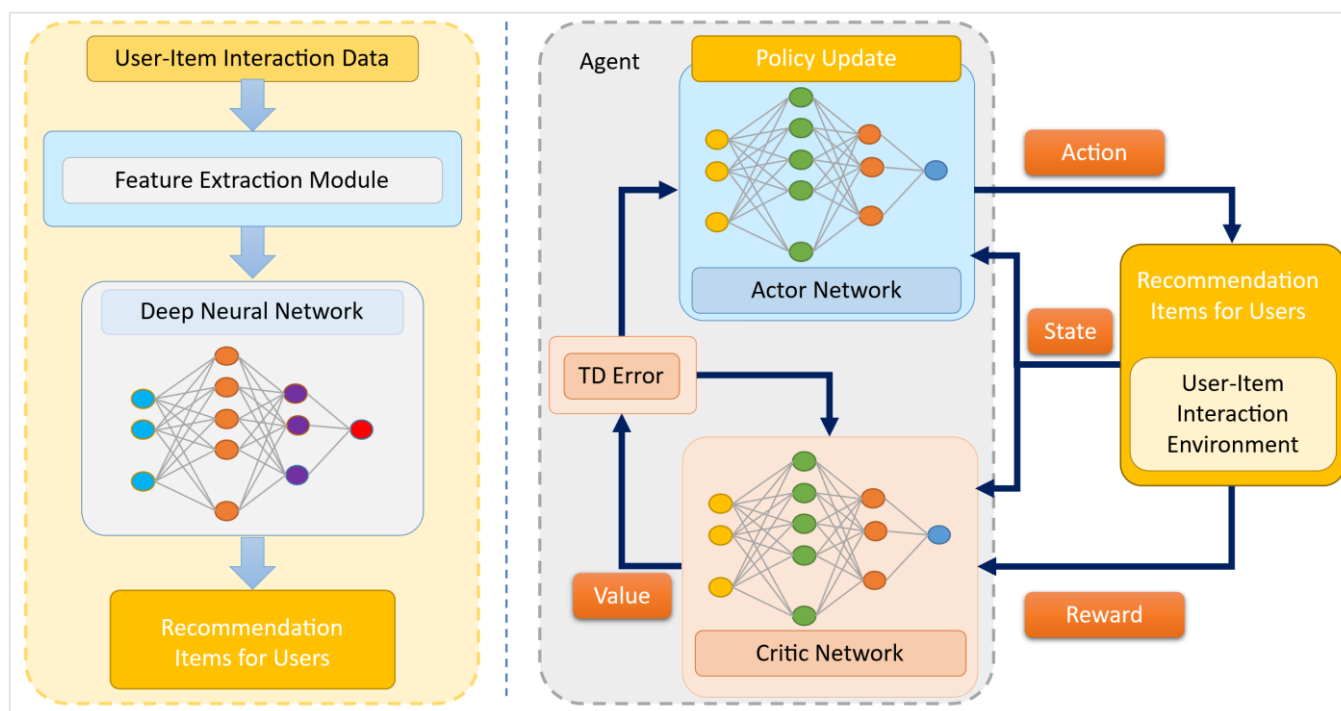 User-Item Interaction Data
Feature Extraction Module
Deep Neural Network
Recommendation
Items for Users
Agent
Policy Update
Actor Network
TD Error
Value
Critic Network
Action
State
Recommendation
Items for Users
User-Item
Interaction
Environment
Reward